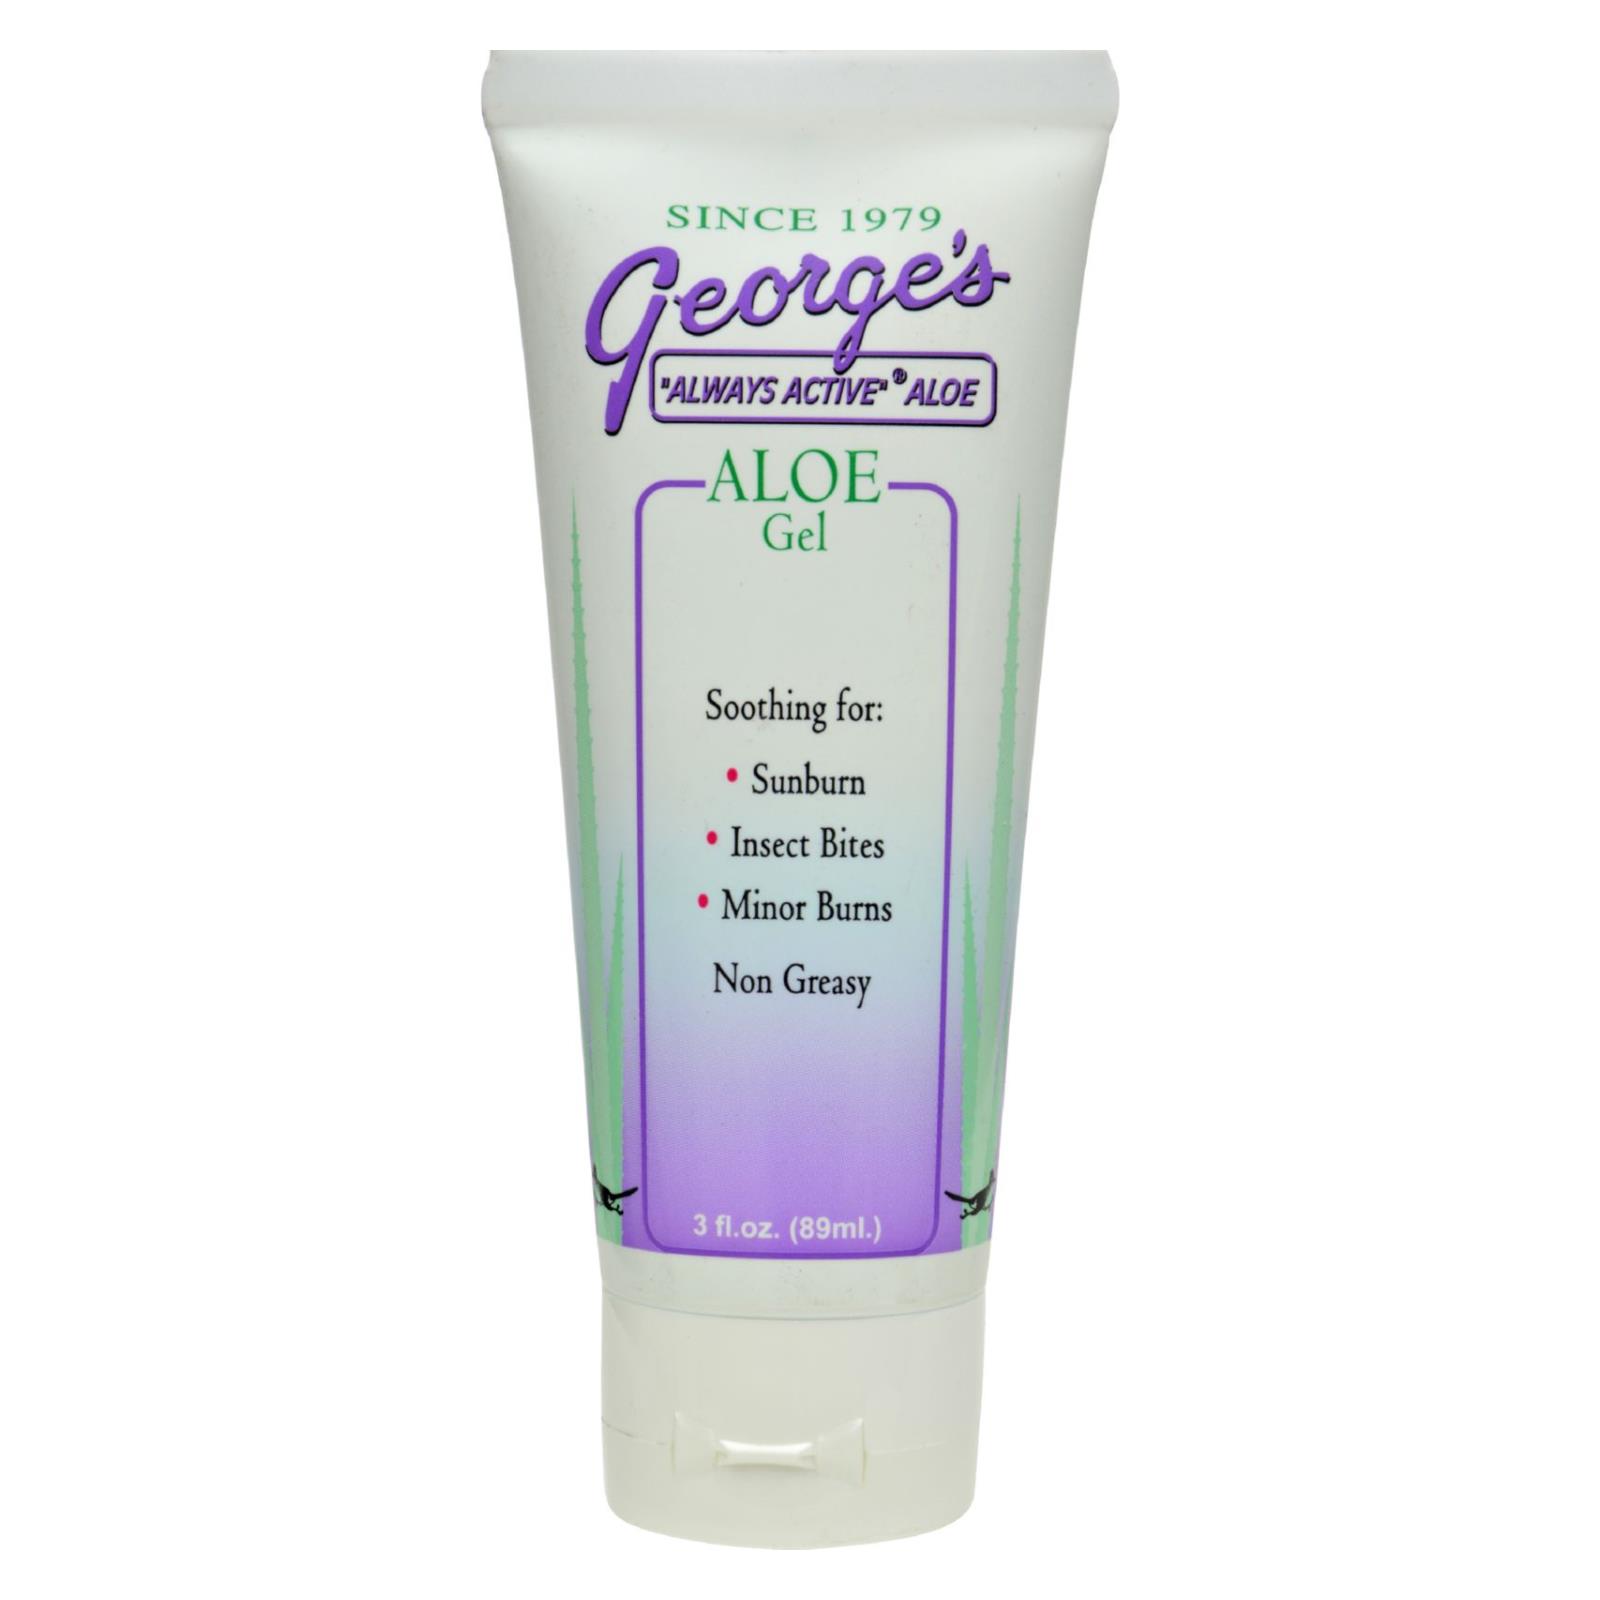 SINCE 1979
George's
"ALWAYS ACTIVE"® ALOE
ALOE
Gel
Soothing for:
• Sunburn
• Insect Bites
• Minor Burns
Non Greasy
3 fl.oz. (89ml.)